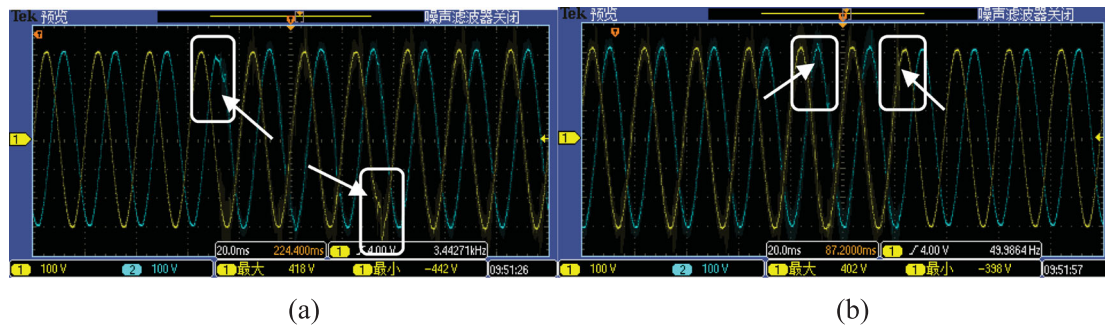 Tek 预览
噪声滤波器关闭
1
20.0ms
224.400ms
1
4.00 V
3.44271kHz
1 100 V
2 100 V
1 最大 418 V
1 最小 -442 V
09:51:26
(a)
Tek 预览
噪声滤波器关闭
1
20.0ms
87.2000ms
1
4.00 V
49.9864 Hz
1 100 V
2 100 V
1 最大 402 V
1 最小 -398 V
09:51:57
(b)